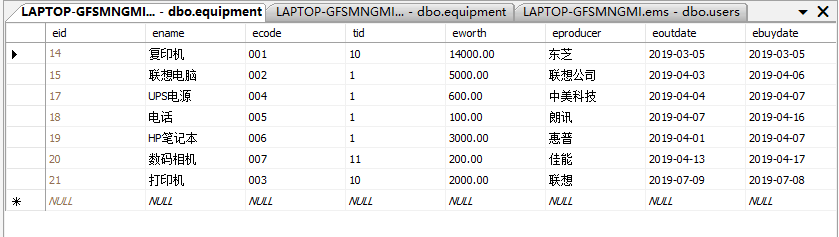 LAPTOP-GFSMNGMI... - dbo.equipment LAPTOP-GFSMNGMI... - dbo.equipment LAPTOP-GFSMNGMI.ems - dbo.users
eid ename ecode tid eworth eproducer eoutdate ebuydate
14 复印机 001 10 14000.00 东芝 2019-03-05 2019-03-05
15 联想电脑 002 1 5000.00 联想公司 2019-04-03 2019-04-06
17 UPS电源 004 1 600.00 中美科技 2019-04-04 2019-04-07
18 电话 005 1 100.00 朗讯 2019-04-07 2019-04-16
19 HP笔记本 006 1 3000.00 惠普 2019-04-01 2019-04-07
20 数码相机 007 11 200.00 佳能 2019-04-13 2019-04-17
21 打印机 003 10 2000.00 联想 2019-07-09 2019-07-08
NULL NULL NULL NULL NULL NULL NULL NULL